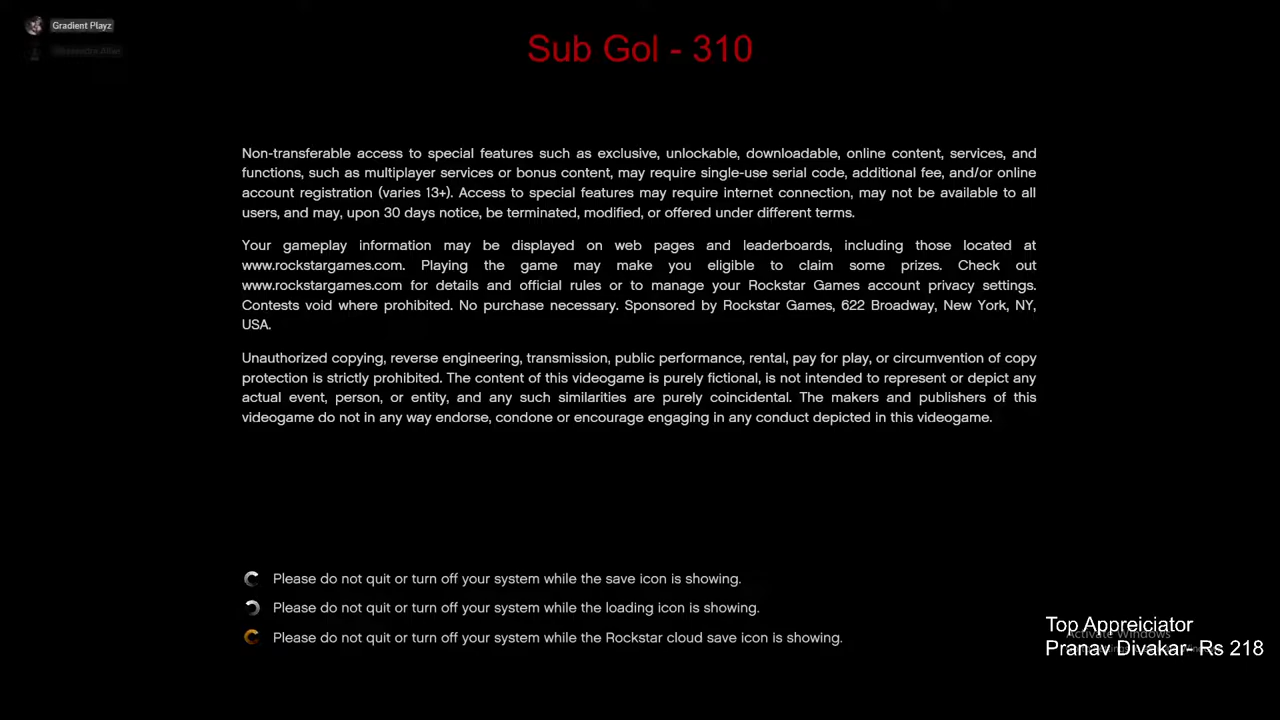 Gradient Playz
Sub Gol - 310
Non-transferable access to special features such as exclusive, unlockable, downloadable, online content, services, and
functions, such as multiplayer services or bonus content, may require single-use serial code, additional fee, and/or online
account registration (varies 13+). Access to special features may require internet connection, may not be available to all
users, and may, upon 30 days notice, be terminated, modified, or offered under different terms.
Your gameplay information may be displayed on web pages and leaderboards, including those located at
www.rockstargames.com. Playing the game may make you eligible to claim some prizes. Check out
www.rockstargames.com for details and official rules or to manage your Rockstar Games account privacy settings.
Contests void where prohibited. No purchase necessary. Sponsored by Rockstar Games, 622 Broadway, New York, NY,
USA.
Unauthorized copying, reverse engineering, transmission, public performance, rental, pay for play, or circumvention of copy
protection is strictly prohibited. The content of this videogame is purely fictional, is not intended to represent or depict any
actual event, person, or entity, and any such similarities are purely coincidental. The makers and publishers of this
videogame do not in any way endorse, condone or encourage engaging in any conduct depicted in this videogame.
Please do not quit or turn off your system while the save icon is showing.
Please do not quit or turn off your system while the loading icon is showing.
Please do not quit or turn off your system while the Rockstar cloud save icon is showing.
Top Appreiciator
Activate Windows
Pranav Divakar- Rs 218